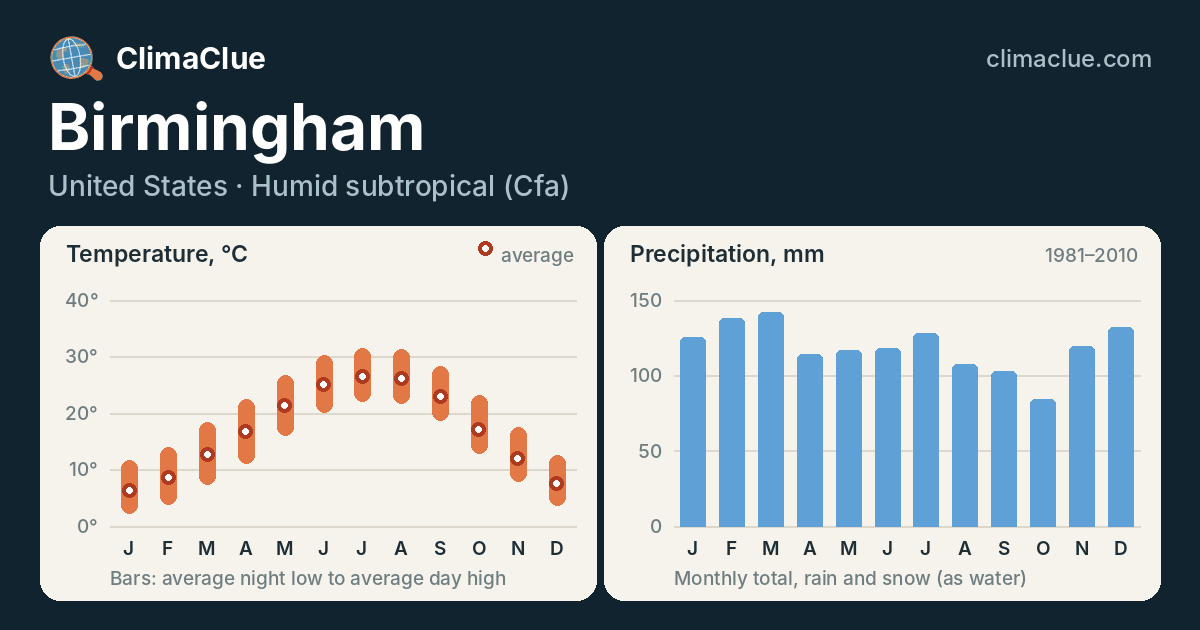 ClimaClue
climaclue.com
Birmingham
United States · Humid subtropical (Cfa)
Temperature, °C
average
40°
30°
20°
10°
0°
J F M A M J J A S O N D
Bars: average night low to average day high
Precipitation, mm
1981–2010
150
100
50
0
J F M A M J J A S O N D
Monthly total, rain and snow (as water)